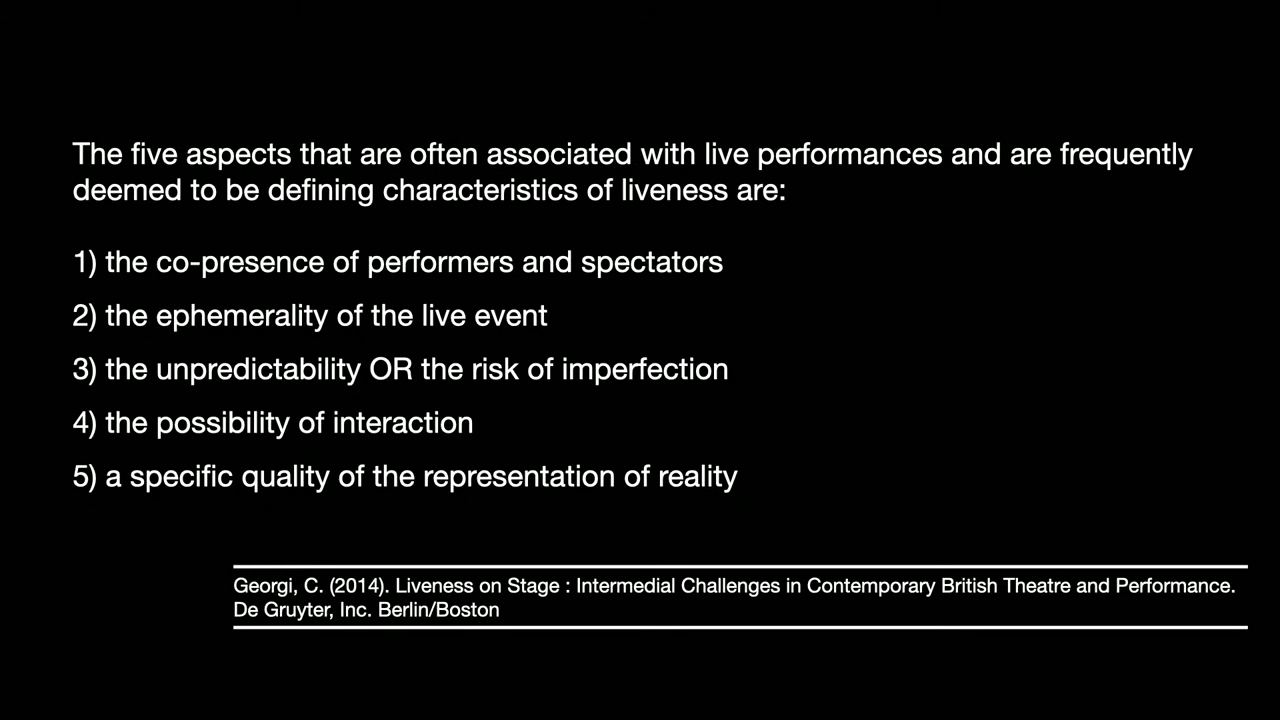 The five aspects that are often associated with live performances and are frequently
deemed to be defining characteristics of liveness are:
1) the co-presence of performers and spectators
2) the ephemerality of the live event
3) the unpredictability OR the risk of imperfection
4) the possibility of interaction
5) a specific quality of the representation of reality
Georgi, C. (2014). Liveness on Stage : Intermedial Challenges in Contemporary British Theatre and Performance.
De Gruyter, Inc. Berlin/Boston